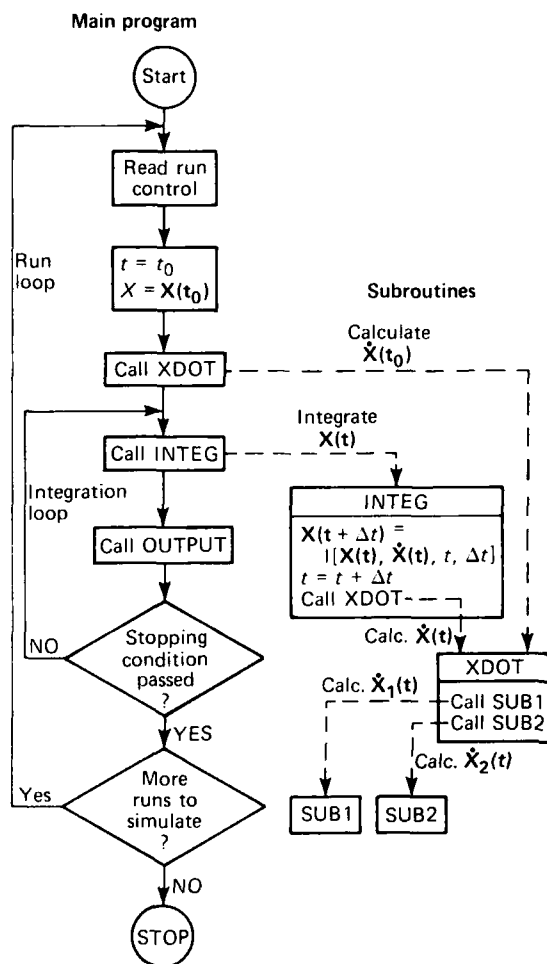 Main program
Start
Read run
control
Run
loop
t = t₀
X = X(t₀)
Subroutines
Calculate
Ẋ(t₀)
Call XDOT
Integrate
X(t)
Call INTEG
Integration
loop
INTEG
X(t + Δt) =
I[X(t), Ẋ(t), t, Δt]
t = t + Δt
Call XDOT
Call OUTPUT
NO
Stopping
condition
passed
?
Calc. Ẋ(t)
XDOT
Call SUB1
Call SUB2
Calc. Ẋ₁(t)
YES
Calc. Ẋ₂(t)
Yes
More
runs to
simulate
?
SUB1
SUB2
NO
STOP